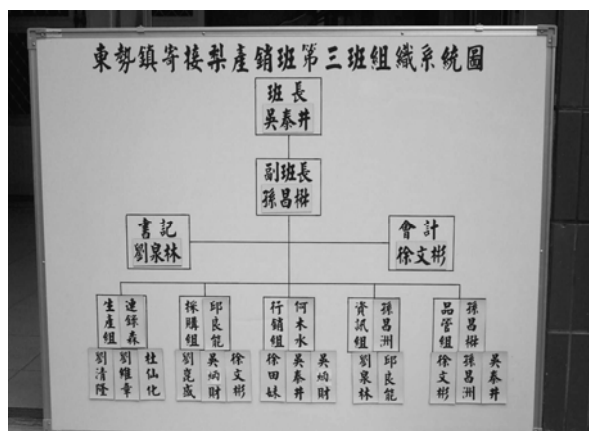 東勢鎮寄接梨產銷班第三班組織系統圖
班長
吳泰井
副班長
孫昌樹
書記
劉泉林
會計
徐文彬
生產組
連錦森
採購組
邱良能
行銷組
何木水
資訊組
孫昌洲
品管組
孫昌樹
劉清隆
劉維章
杜仙化
劉崑盛
吳炳財
徐文彬
徐田妹
吳泰井
吳炳財
劉泉林
邱良能
徐文彬
孫昌洲
吳泰井